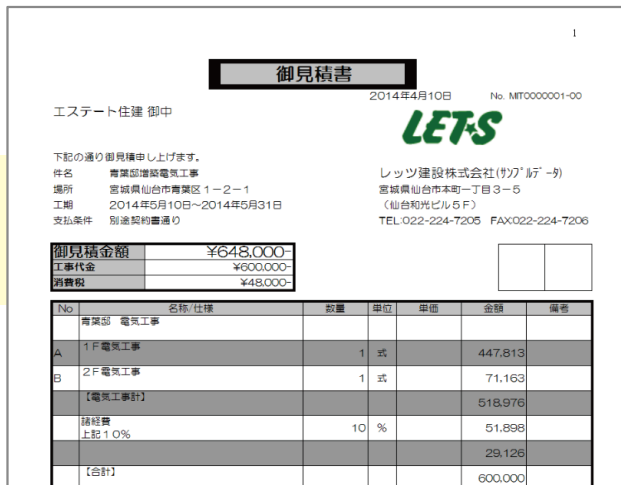 1
御見積書
2014年4月10日 No. MIT0000001-00
エステート住建 御中
LET'S
下記の通り御見積申し上げます。
件名 青葉邸増築電気工事
レッツ建設株式会社(ｻﾝﾌﾟﾙﾃﾞｰﾀ)
場所 宮城県仙台市青葉区1-2-1
宮城県仙台市本町一丁目3-5
工期 2014年5月10日~2014年5月31日
(仙台和光ビル5F)
支払条件 別途契約書通り
TEL:022-224-7205 FAX:022-224-7206
御見積金額 ¥648,000-
工事代金 ¥600,000-
消費税 ¥48,000-
No 名称/仕様 数量 単位 単価 金額 備考
青葉邸 電気工事
A 1F電気工事 1 式 447,813
B 2F電気工事 1 式 71,163
【電気工事計】 518,976
諸経費
上記10% 10 % 51,898
29,126
【合計】 600,000